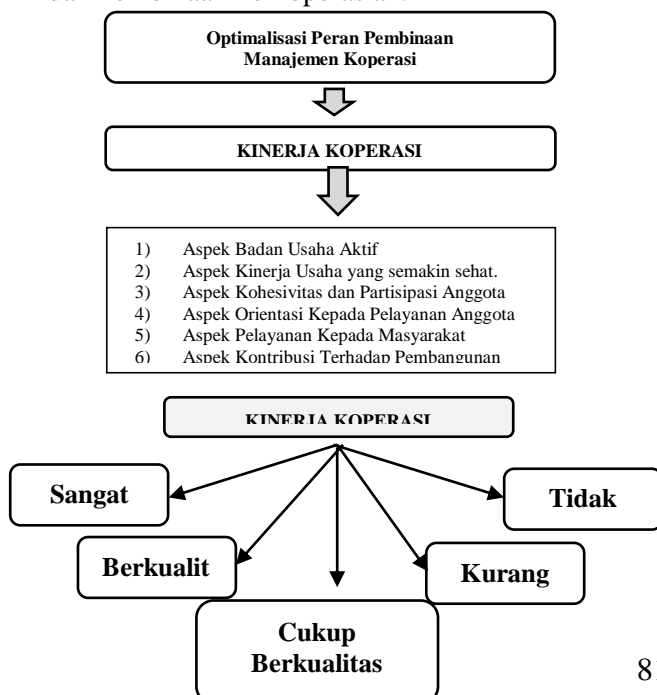 Optimalisasi Peran Pembinaan
Manajemen Koperasi
KINERJA KOPERASI
1) Aspek Badan Usaha Aktif
2) Aspek Kinerja Usaha yang semakin sehat.
3) Aspek Kohesivitas dan Partisipasi Anggota
4) Aspek Orientasi Kepada Pelayanan Anggota
5) Aspek Pelayanan Kepada Masyarakat
6) Aspek Kontribusi Terhadap Pembangunan
KINERJA KOPERASI
Sangat
Tidak
Berkualit
Kurang
Cukup
Berkualitas